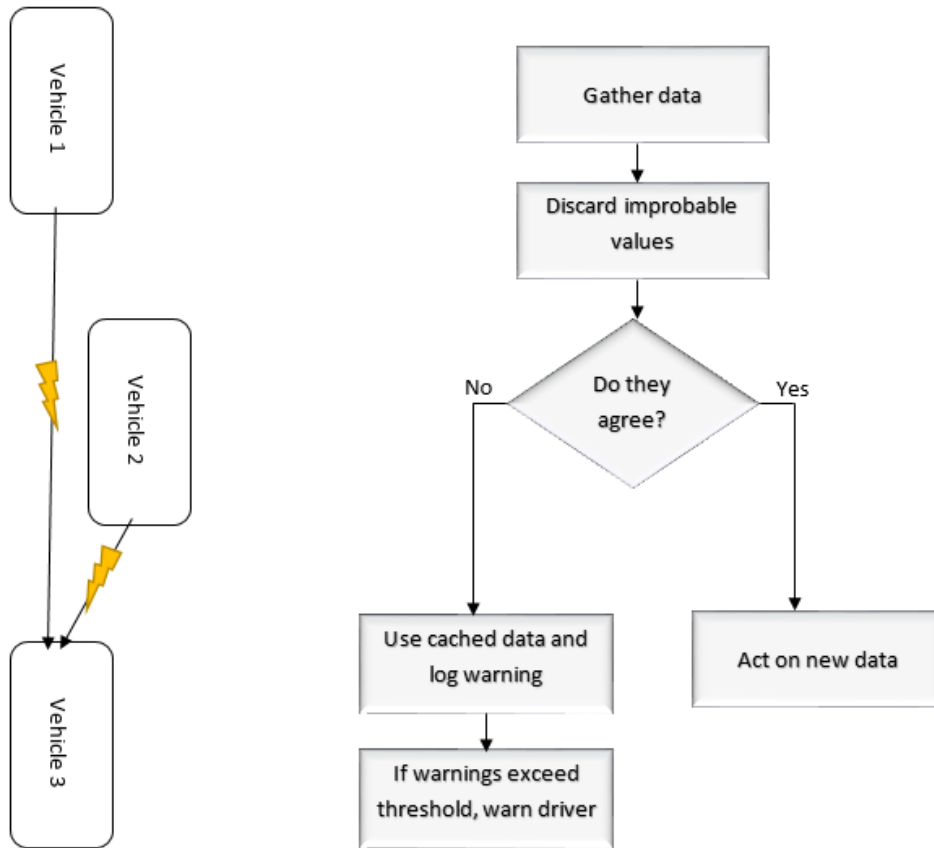 Vehicle 1
Vehicle 2
Vehicle 3
Gather data
Discard improbable
values
Do they
agree?
No
Yes
Use cached data and
log warning
Act on new data
If warnings exceed
threshold, warn driver